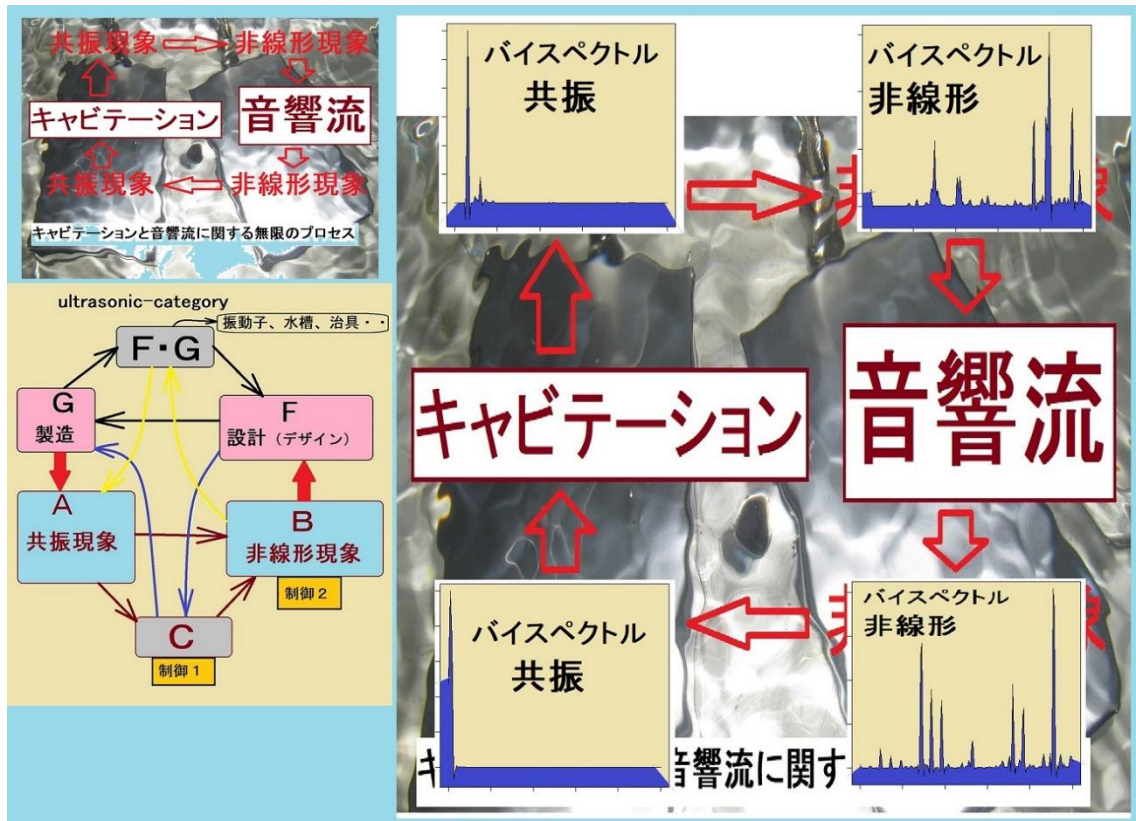 共振現象
非線形現象
キャビテーション
音響流
共振現象
非線形現象
キャビテーションと音響流に関する無限のプロセス
ultrasonic-category
F・G
振動子、水槽、治具・・
G
製造
F
設計（デザイン）
A
共振現象
B
非線形現象
制御2
C
制御1
バイスペクトル
共振
バイスペクトル
非線形
キャビテーション
音響流
バイスペクトル
共振
バイスペクトル
非線形
音響流に関す